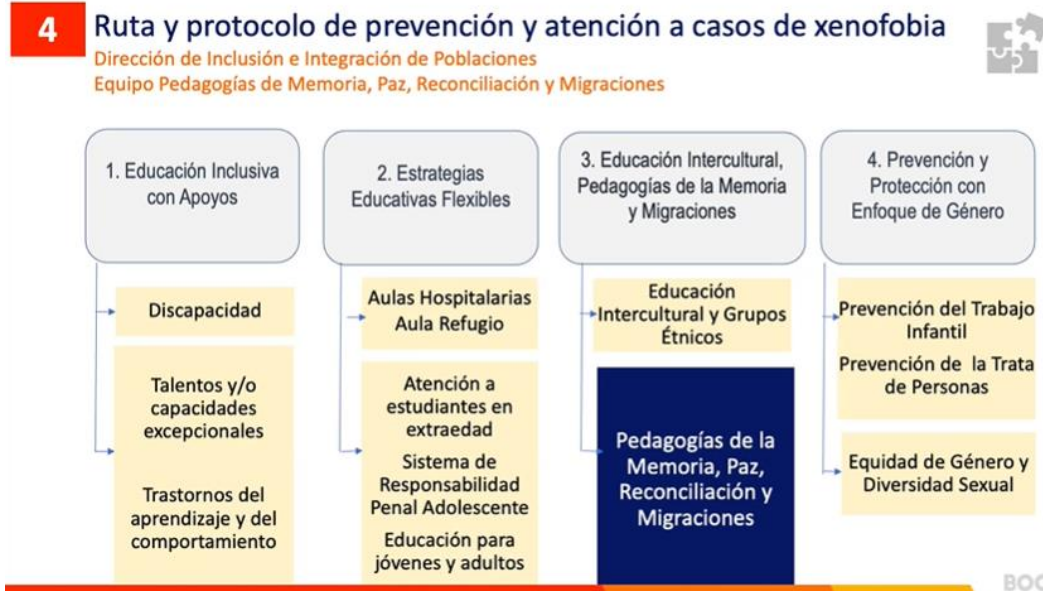 4
Ruta y protocolo de prevención y atención a casos de xenofobia
Dirección de Inclusión e Integración de Poblaciones
Equipo Pedagogías de Memoria, Paz, Reconciliación y Migraciones
1. Educación Inclusiva
con Apoyos
Discapacidad
Talentos y/o
capacidades
excepcionales
Trastornos del
aprendizaje y del
comportamiento
2. Estrategias
Educativas Flexibles
Aulas Hospitalarias
Aula Refugio
Atención a
estudiantes en
extraedad
Sistema de
Responsabilidad
Penal Adolescente
Educación para
jóvenes y adultos
3. Educación Intercultural,
Pedagogías de la Memoria
y Migraciones
Educación
Intercultural y Grupos
Étnicos
Pedagogías de la
Memoria, Paz,
Reconciliación y
Migraciones
4. Prevención y
Protección con
Enfoque de Género
Prevención del Trabajo
Infantil
Prevención de la Trata
de Personas
Equidad de Género y
Diversidad Sexual